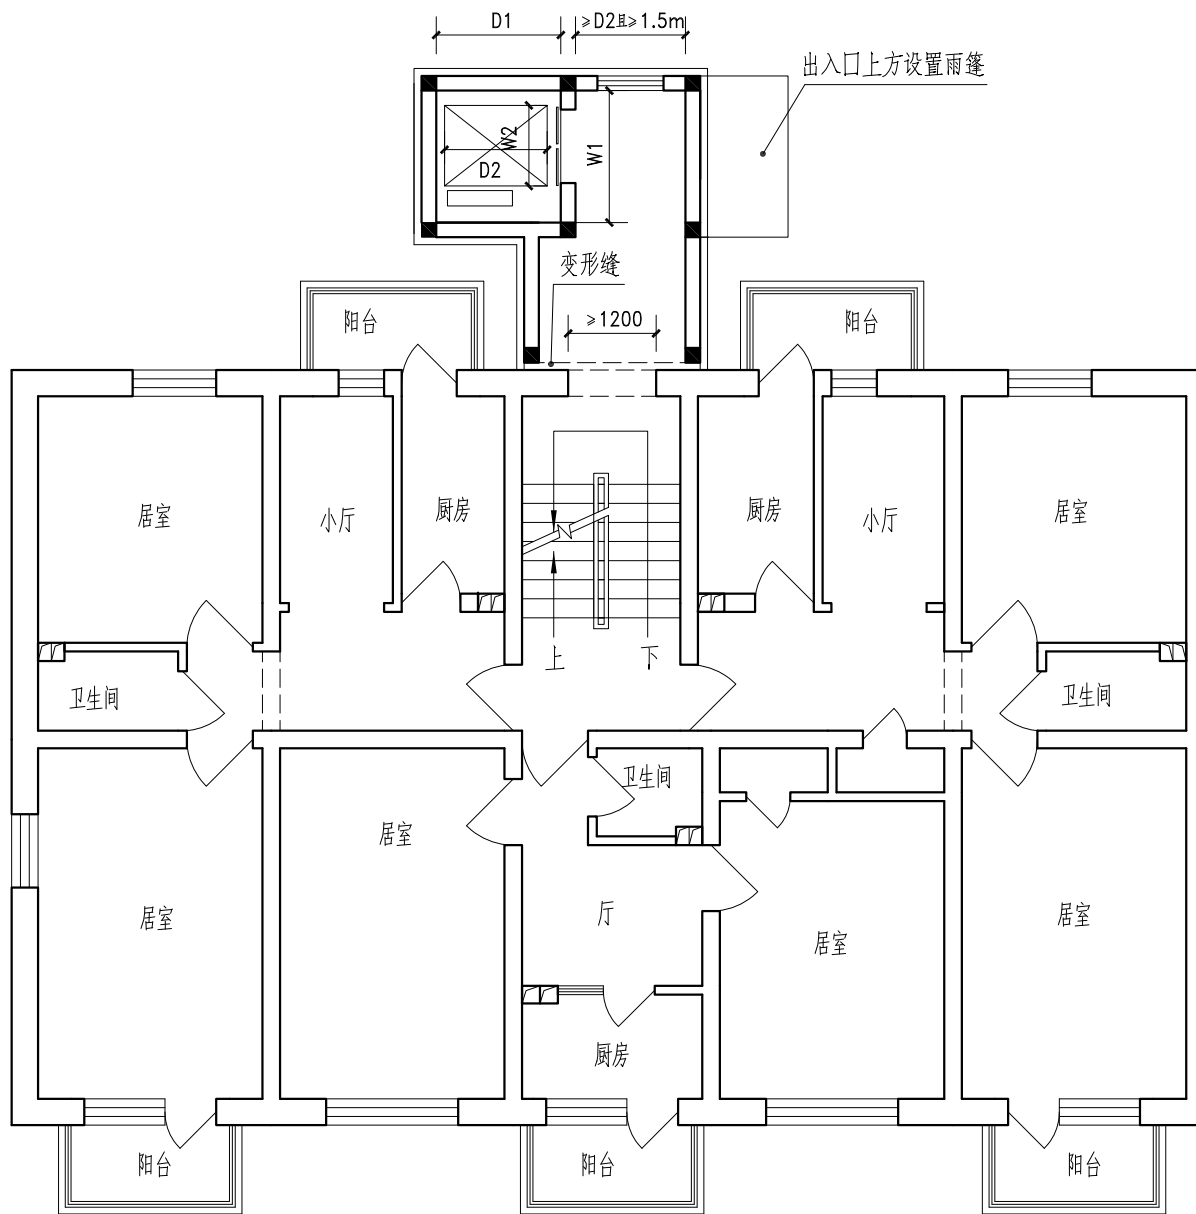 D1
≥D2且≥1.5m
出入口上方设置雨篷
W2
W1
D2
变形缝
≥1200
阳台
阳台
居室
小厅
厨房
厨房
小厅
居室
上
下
卫生间
卫生间
卫生间
居室
居室
厅
居室
居室
厨房
阳台
阳台
阳台